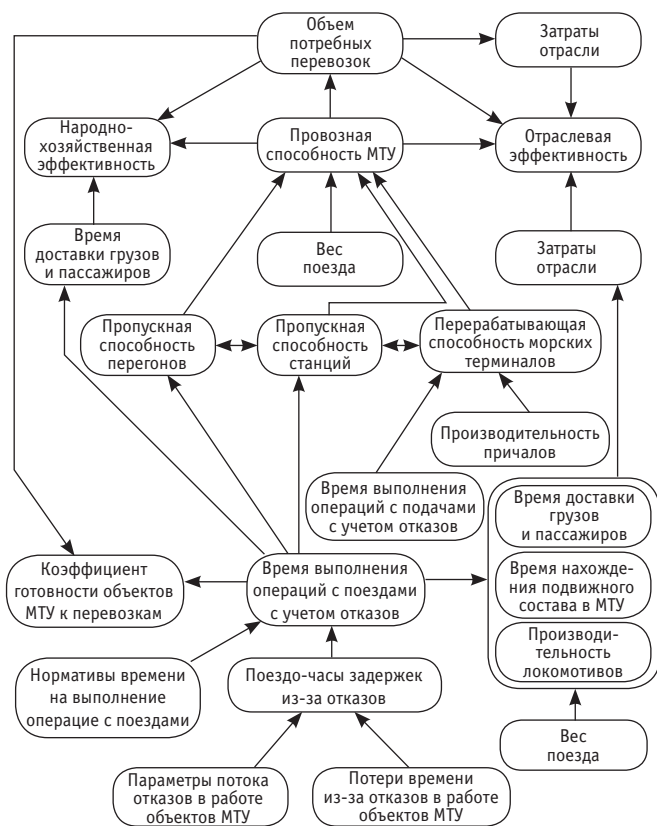 Объем
потребных
перевозок
Затраты
отрасли
Народно-
хозяйственная
эффективность
Провозная
способность МТУ
Отраслевая
эффективность
Время
доставки грузов
и пассажиров
Вес
поезда
Затраты
отрасли
Пропускная
способность
перегонов
Пропускная
способность
станций
Перерабатывающая
способность морских
терминалов
Производительность
причалов
Время выполнения
операций с подачами
с учетом отказов
Время доставки
грузов
и пассажиров
Время нахожде-
ния подвижного
состава в МТУ
Производи-
тельность
локомотивов
Коэффициент
готовности объектов
МТУ к перевозкам
Время выполнения
операций с поездами
с учетом отказов
Нормативы времени
на выполнение
операцие с поездами
Поездо-часы задержек
из-за отказов
Вес
поезда
Параметры потока
отказов в работе
объектов МТУ
Потери времени
из-за отказов в работе
объектов МТУ